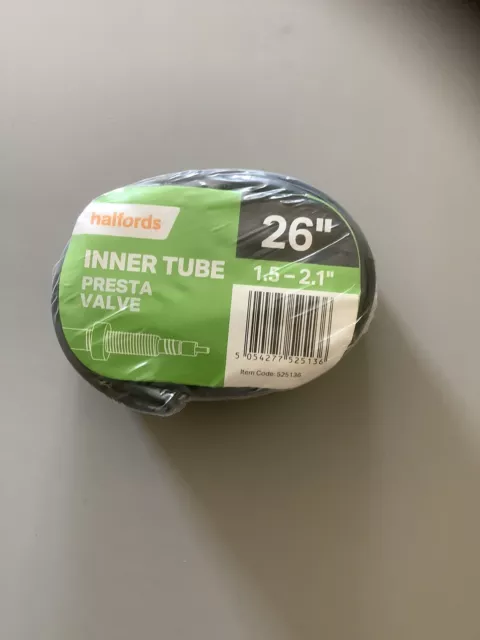 halfords
26"
INNER TUBE
1.5 – 2.1"
PRESTA
VALVE
5 054277 525136
Item Code: 525136